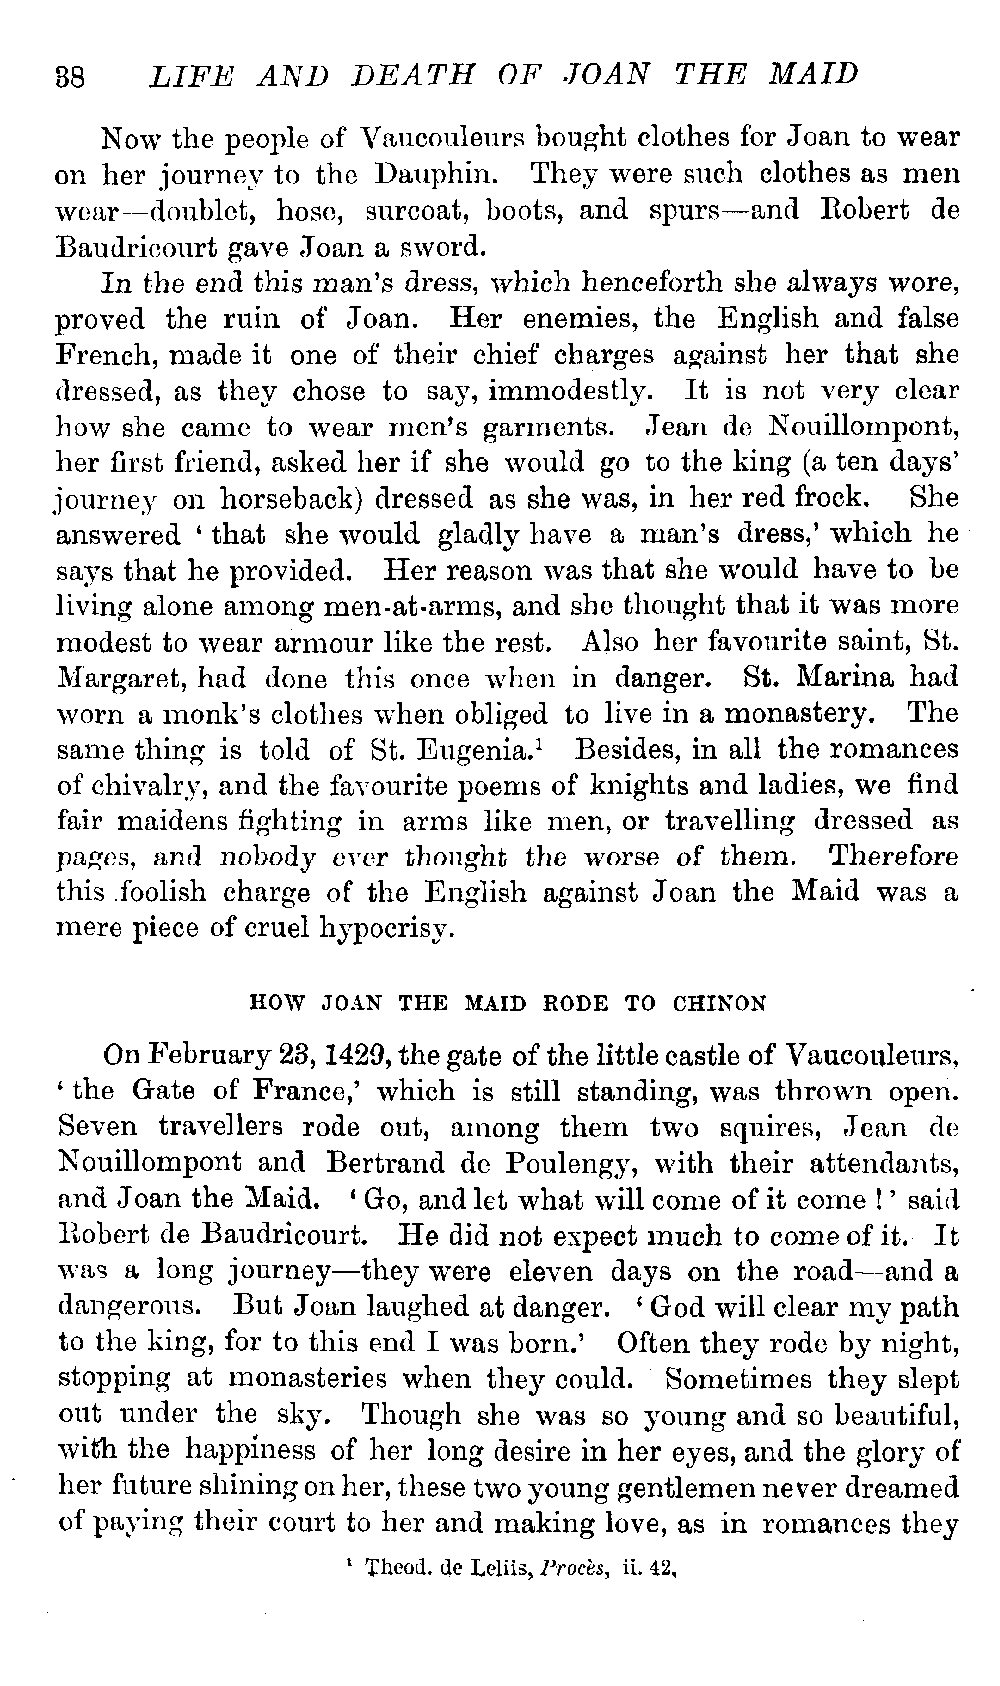 38 LIFE AND DEATH OF JOAN THE MAID
Now the people of Vaucouleurs bought clothes for Joan to wear
on her journey to the Dauphin. They were such clothes as men
wear—doublet, hose, surcoat, boots, and spurs—and Robert de
Baudricourt gave Joan a sword.
In the end this man's dress, which henceforth she always wore,
proved the ruin of Joan. Her enemies, the English and false
French, made it one of their chief charges against her that she
dressed, as they chose to say, immodestly. It is not very clear
how she came to wear men's garments. Jean de Nouillompont,
her first friend, asked her if she would go to the king (a ten days'
journey on horseback) dressed as she was, in her red frock. She
answered ' that she would gladly have a man's dress,' which he
says that he provided. Her reason was that she would have to be
living alone among men-at-arms, and she thought that it was more
modest to wear armour like the rest. Also her favourite saint, St.
Margaret, had done this once when in danger. St. Marina had
worn a monk's clothes when obliged to live in a monastery. The
same thing is told of St. Eugenia.¹ Besides, in all the romances
of chivalry, and the favourite poems of knights and ladies, we find
fair maidens fighting in arms like men, or travelling dressed as
pages, and nobody ever thought the worse of them. Therefore
this foolish charge of the English against Joan the Maid was a
mere piece of cruel hypocrisy.
HOW JOAN THE MAID RODE TO CHINON
On February 23, 1429, the gate of the little castle of Vaucouleurs,
' the Gate of France,' which is still standing, was thrown open.
Seven travellers rode out, among them two squires, Jean de
Nouillompont and Bertrand de Poulengy, with their attendants,
and Joan the Maid. ' Go, and let what will come of it come ! ' said
Robert de Baudricourt. He did not expect much to come of it. It
was a long journey—they were eleven days on the road—and a
dangerous. But Joan laughed at danger. ' God will clear my path
to the king, for to this end I was born.' Often they rode by night,
stopping at monasteries when they could. Sometimes they slept
out under the sky. Though she was so young and so beautiful,
with the happiness of her long desire in her eyes, and the glory of
her future shining on her, these two young gentlemen never dreamed
of paying their court to her and making love, as in romances they
¹ Theod. de Leliis, Procès, ii. 42.